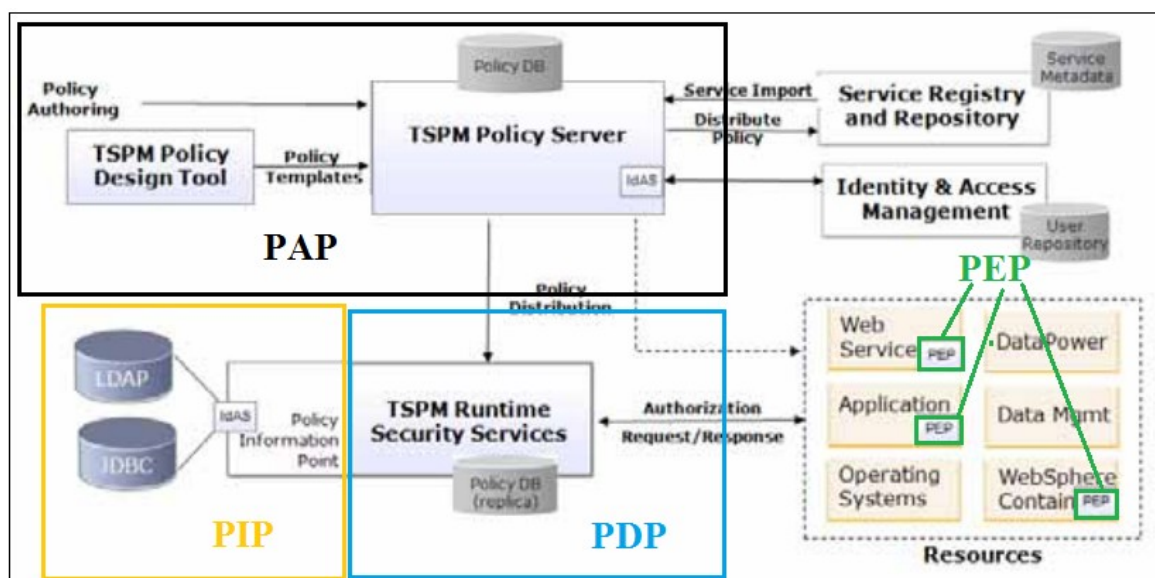 Policy DB
Service
Metadata
Policy
Authoring
TSPM Policy Server
Service Import
Distribute
Policy
Service Registry
and Repository
TSPM Policy
Design Tool
Policy
Templates
IdAS
Identity & Access
Management
User
Repository
PAP
PEP
Policy
Distribution
LDAP
JDBC
IdAS
Policy
Information
Point
TSPM Runtime
Security Services
Policy DB
(replica)
Authorization
Request/Response
Web
Service
PEP
DataPower
Application
PEP
Data Mgmt
Operating
Systems
WebSphere
Contain
PEP
PIP
PDP
Resources